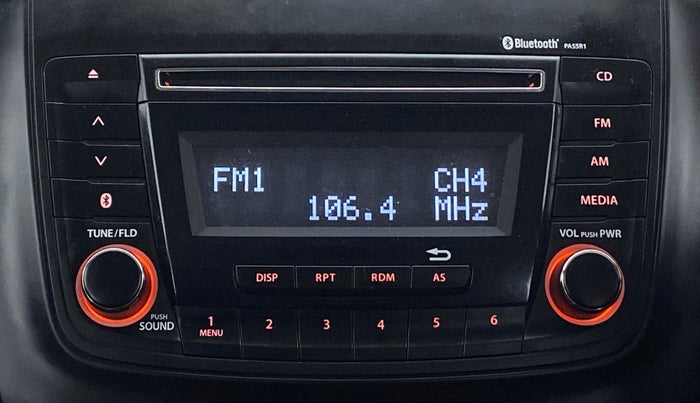 Bluetooth® PA5SR1
CD
FM
AM
MEDIA
FM1 CH4
106.4 MHz
TUNE/FLD
VOL PUSH PWR
DISP RPT RDM AS
PUSH
SOUND
1 2 3 4 5 6
MENU